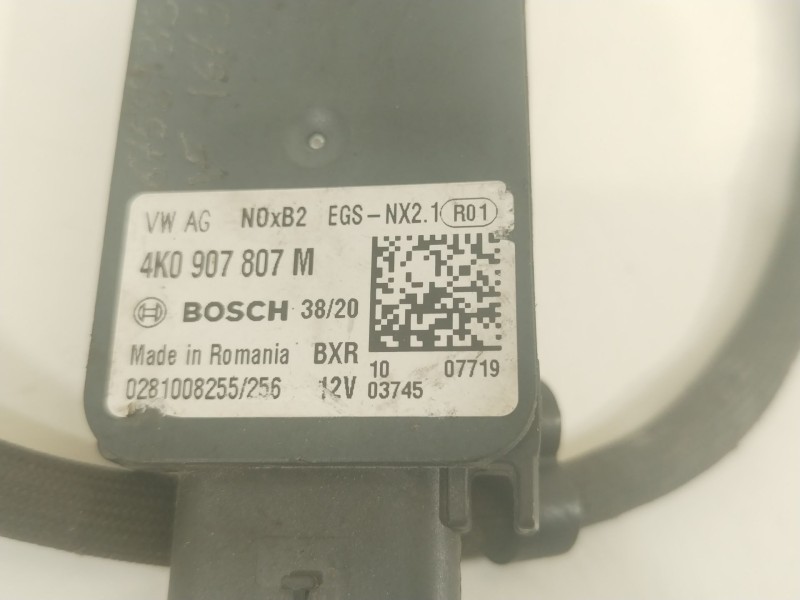 VW AG NOxB2 EGS-NX2.1 R01
4K0 907 807 M
BOSCH 38/20
Made in Romania BXR 10 07719
0281008255/256 12V 03745